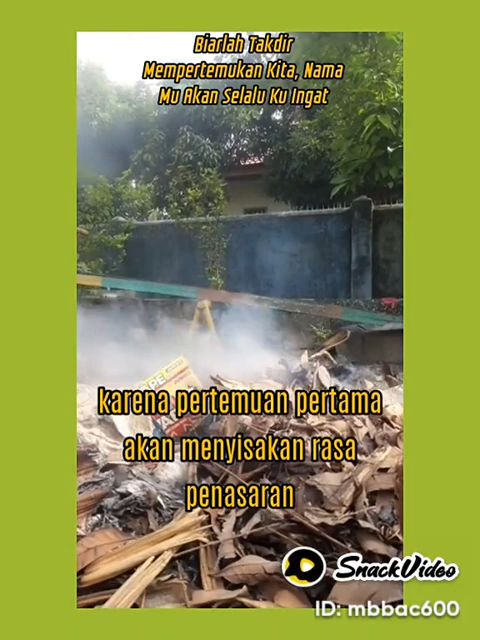 Biarlah Takdir
Mempertemukan Kita, Nama
Mu Akan Selalu Ku Ingat
karena pertemuan pertama
akan menyisakan rasa
penasaran
SnackVideo
ID: mbbac600